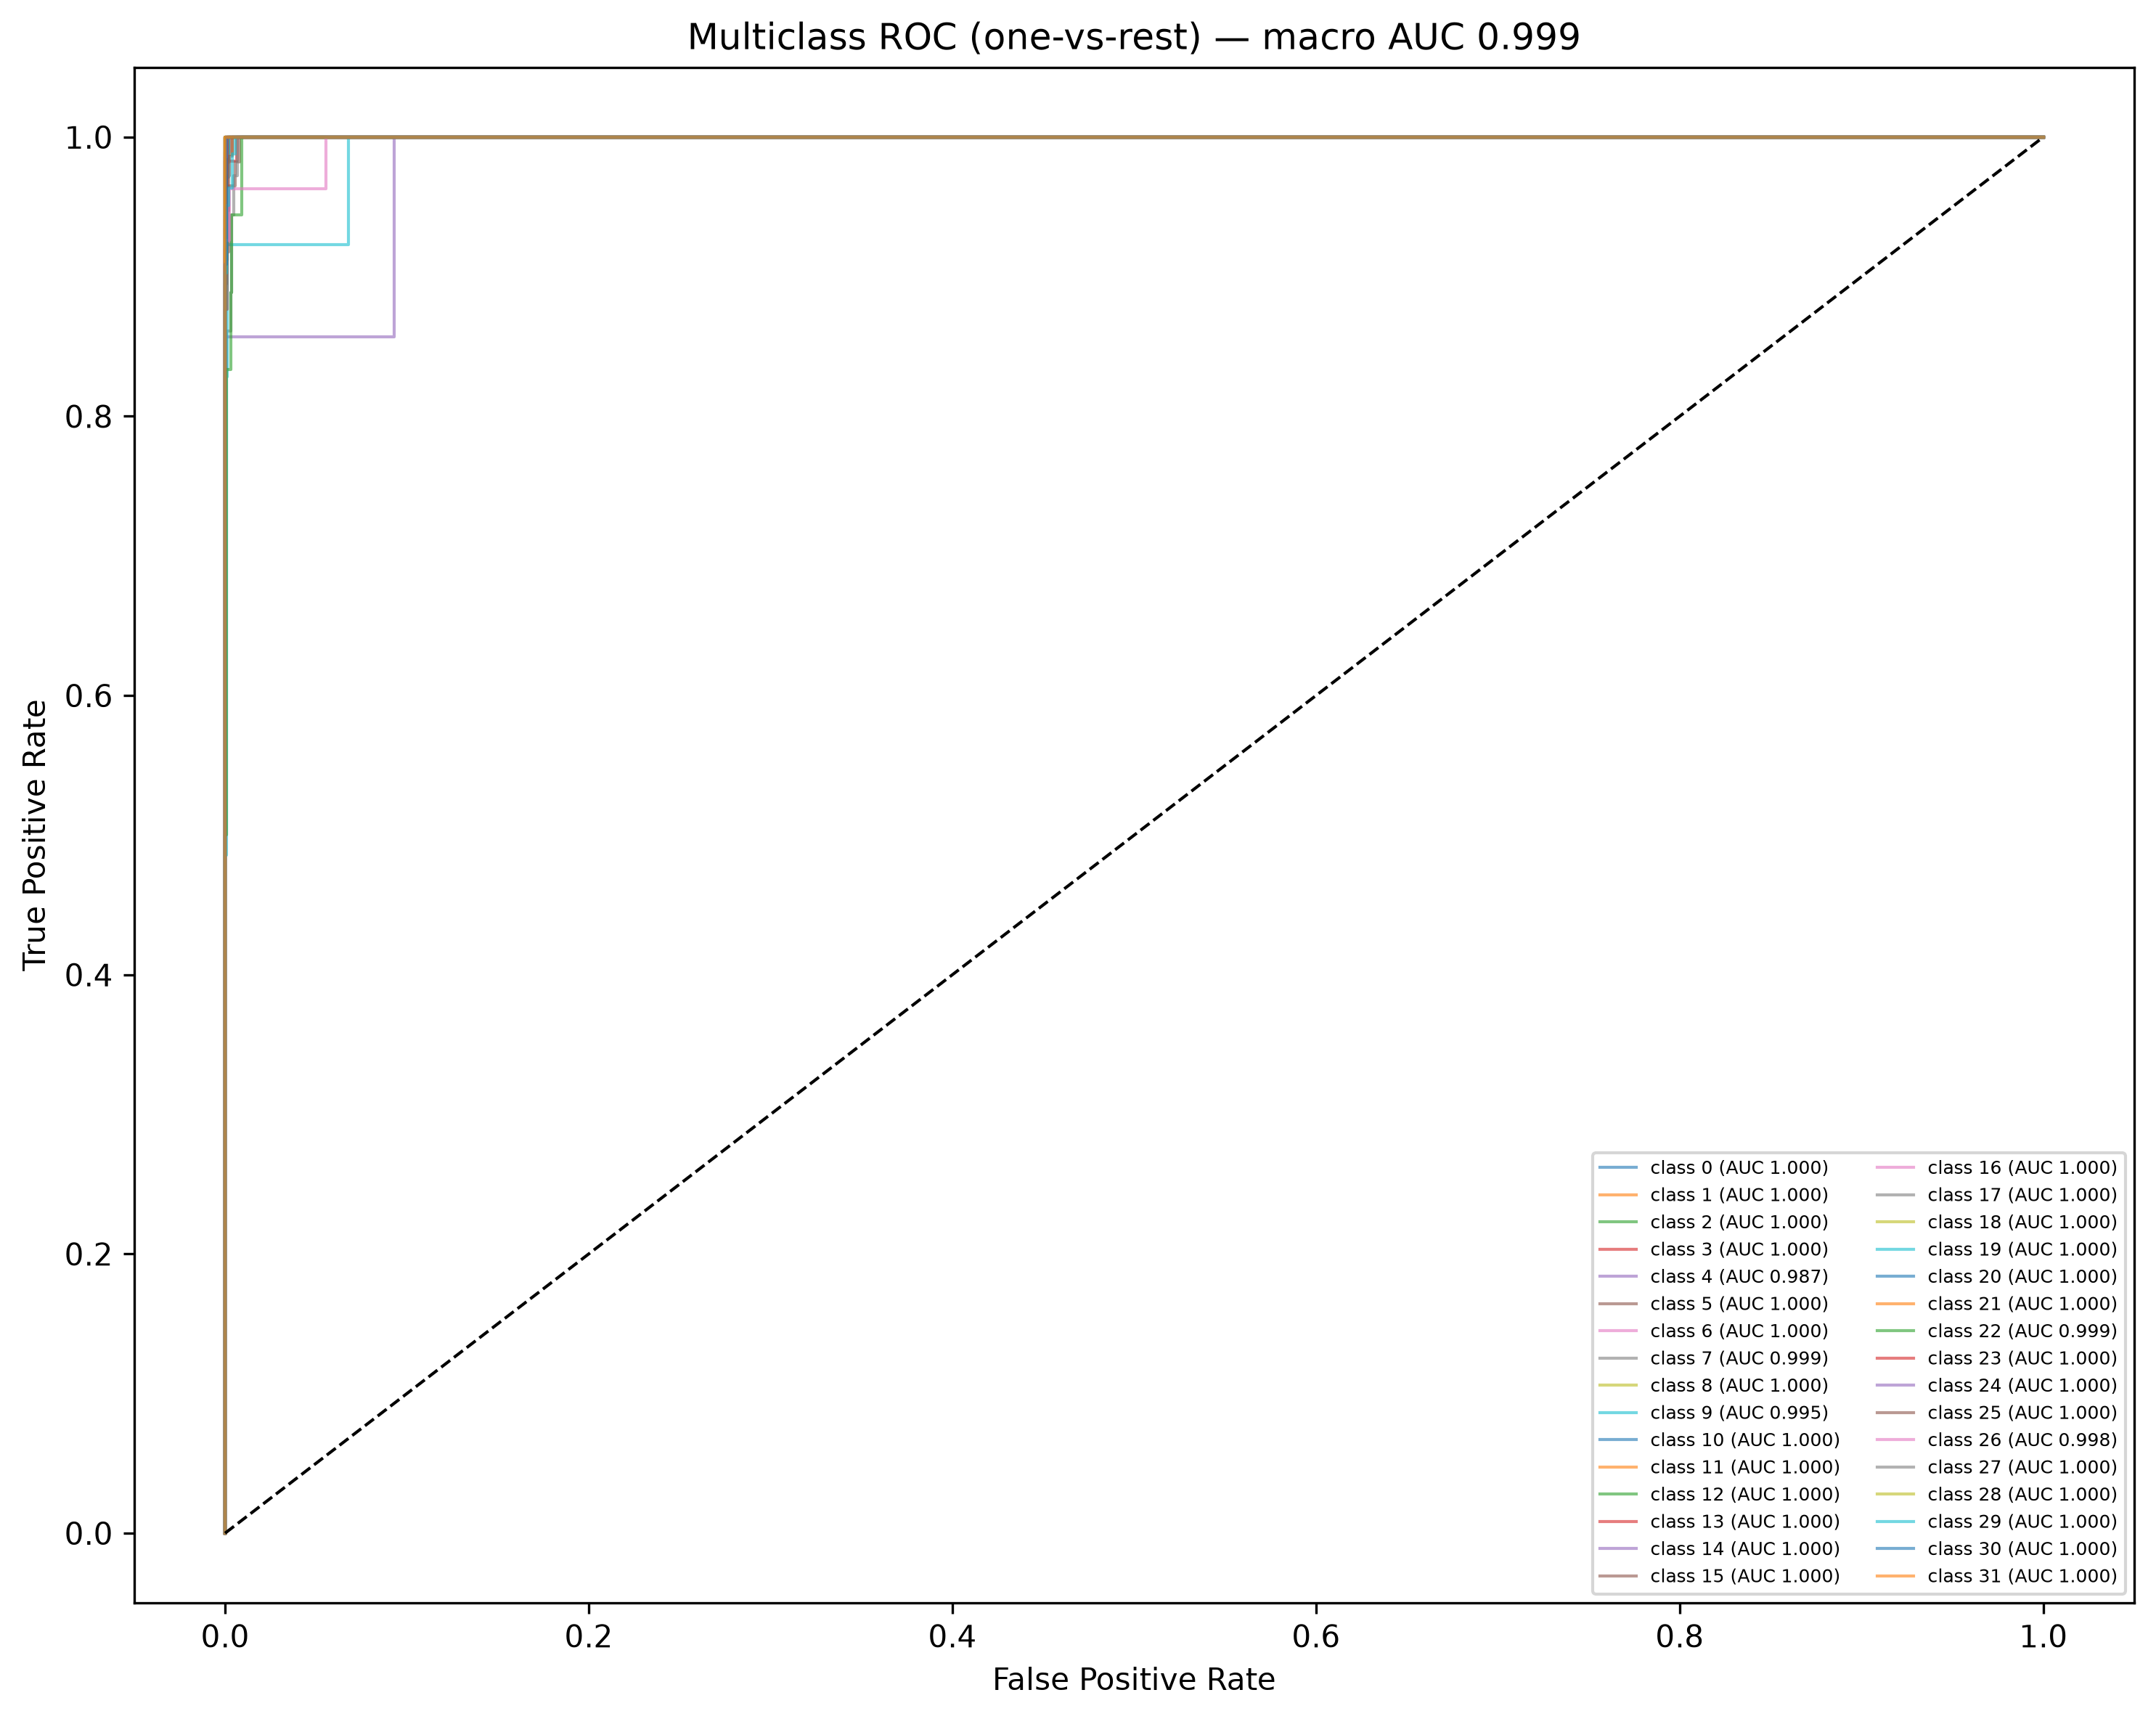 Multiclass ROC (one-vs-rest) — macro AUC 0.999
True Positive Rate
1.0
0.8
0.6
0.4
0.2
0.0
class 0 (AUC 1.000)
class 1 (AUC 1.000)
class 2 (AUC 1.000)
class 3 (AUC 1.000)
class 4 (AUC 0.987)
class 5 (AUC 1.000)
class 6 (AUC 1.000)
class 7 (AUC 0.999)
class 8 (AUC 1.000)
class 9 (AUC 0.995)
class 10 (AUC 1.000)
class 11 (AUC 1.000)
class 12 (AUC 1.000)
class 13 (AUC 1.000)
class 14 (AUC 1.000)
class 15 (AUC 1.000)
class 16 (AUC 1.000)
class 17 (AUC 1.000)
class 18 (AUC 1.000)
class 19 (AUC 1.000)
class 20 (AUC 1.000)
class 21 (AUC 1.000)
class 22 (AUC 0.999)
class 23 (AUC 1.000)
class 24 (AUC 1.000)
class 25 (AUC 1.000)
class 26 (AUC 0.998)
class 27 (AUC 1.000)
class 28 (AUC 1.000)
class 29 (AUC 1.000)
class 30 (AUC 1.000)
class 31 (AUC 1.000)
0.0 0.2 0.4 0.6 0.8 1.0
False Positive Rate